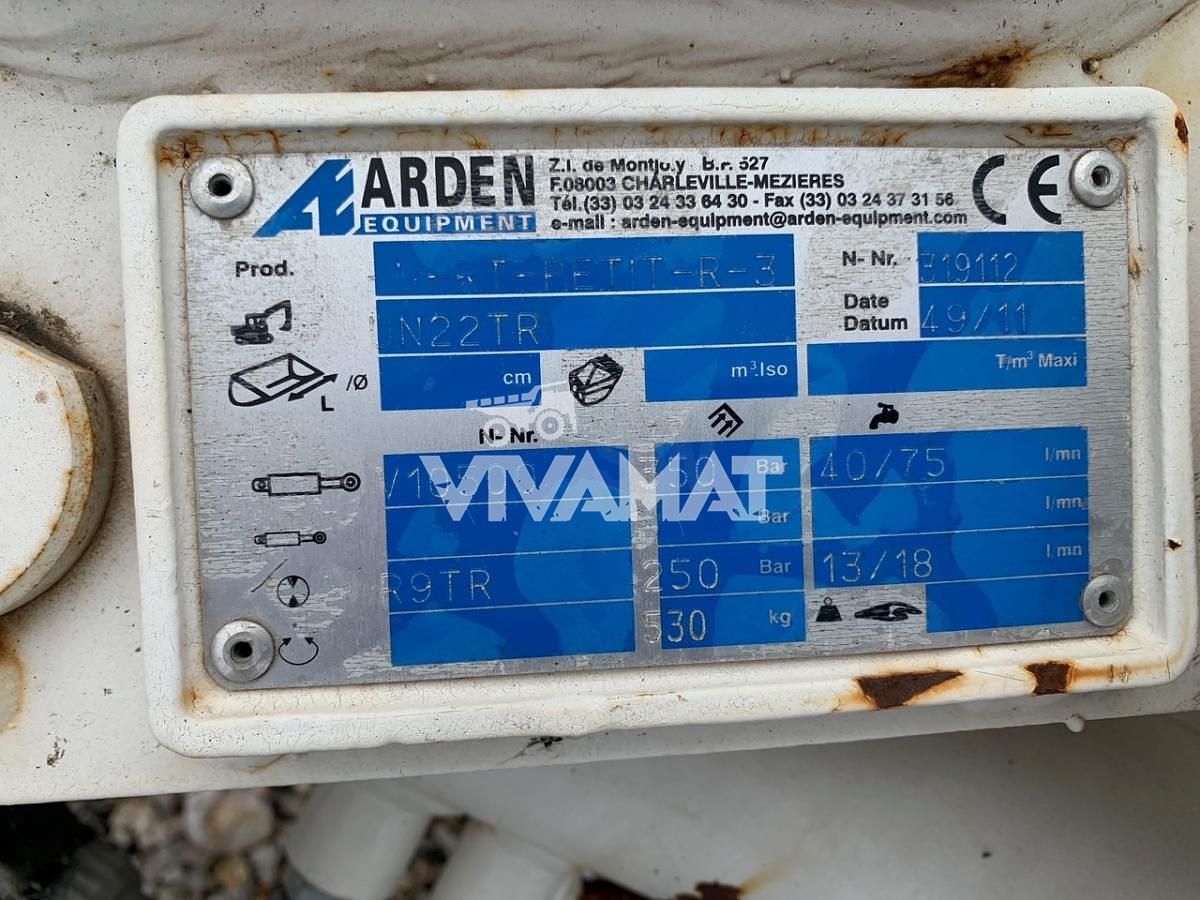 ARDEN
EQUIPMENT
Z.I. de Montjoly B.P. 527
F.08003 CHARLEVILLE-MEZIERES
Tél.(33) 03 24 33 64 30 - Fax (33) 03 24 37 31 56
e-mail : arden-equipment@arden-equipment.com
CE
Prod. PETIT-R-3 N- Nr. 319112
UN22TR Date Datum 49/11
L /Ø cm m³.Iso T/m³ Maxi
N- Nr.
350 Bar 40/75 l/mn
VIVAMAT
Bar l/mn
R9TR 250 Bar 13/18 l/mn
530 kg